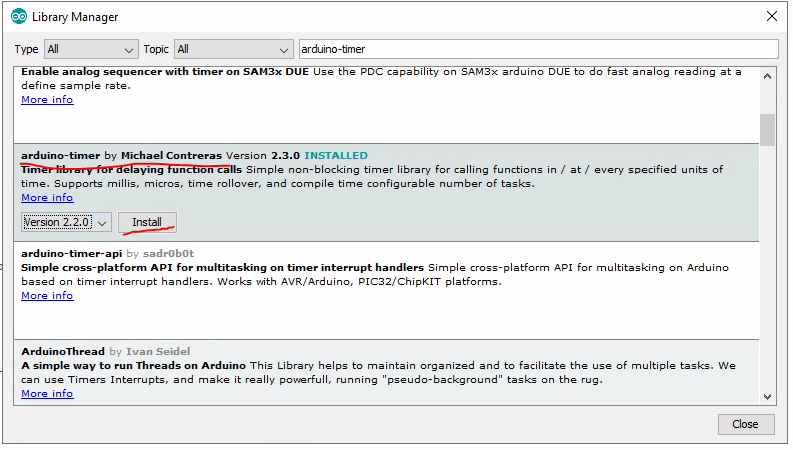 Library Manager
Type All Topic All arduino-timer
Enable analog sequencer with timer on SAM3x DUE Use the PDC capability on SAM3x arduino DUE to do fast analog reading at a
define sample rate.
More info
arduino-timer by Michael Contreras Version 2.3.0 INSTALLED
Timer library for delaying function calls Simple non-blocking timer library for calling functions in / at / every specified units of
time. Supports millis, micros, time rollover, and compile time configurable number of tasks.
More info
Version 2.2.0 Install
arduino-timer-api by sadr0b0t
Simple cross-platform API for multitasking on timer interrupt handlers Simple cross-platform API for multitasking on Arduino
based on timer interrupt handlers. Works with AVR/Arduino, PIC32/ChipKIT platforms.
More info
ArduinoThread by Ivan Seidel
A simple way to run Threads on Arduino This Library helps to maintain organized and to facilitate the use of multiple tasks. We
can use Timers Interrupts, and make it really powerfull, running "pseudo-background" tasks on the rug.
More info
Close